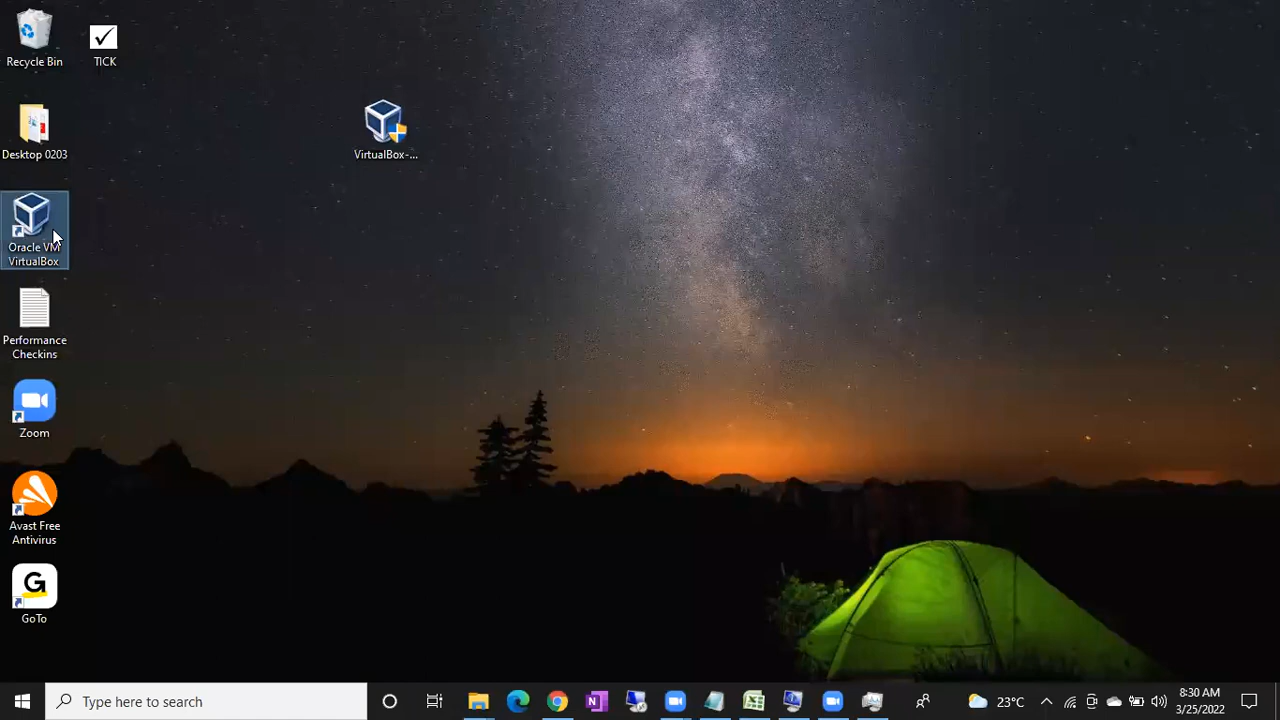 Recycle Bin
TICK
Desktop 0203
VirtualBox-...
Oracle VM
VirtualBox
Performance
Checkins
Zoom
Avast Free
Antivirus
G
GoTo
Type here to search
N
23°C
8:30 AM
3/25/2022